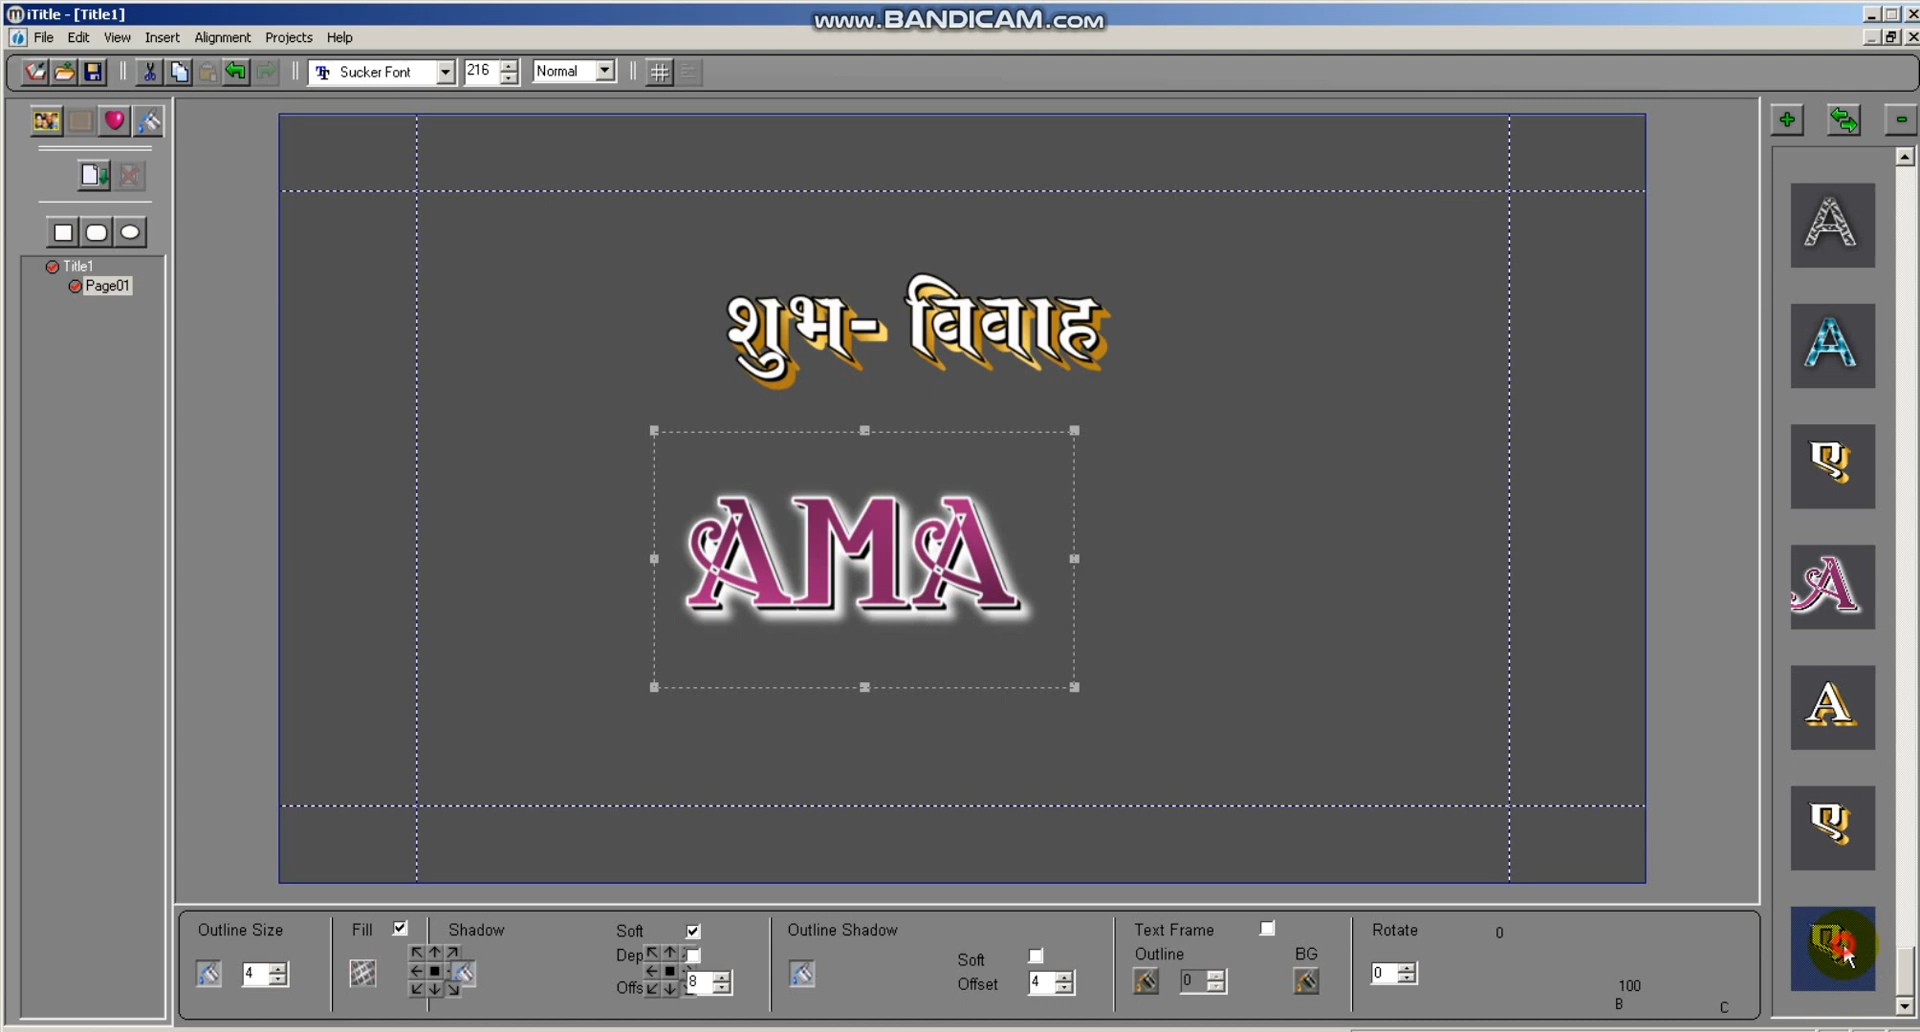 iTitle - [Title1]
www.BANDICAM.com
File Edit View Insert Alignment Projects Help
Sucker Font 216 Normal
Title1
Page01
शुभ- विवाह
AMA
A
A
ए
A
A
ए
ए
Outline Size
4
Fill
Shadow
Soft
Dep
Offs 8
Outline Shadow
Soft
Offset 4
Text Frame
Outline BG
0
Rotate 0
0
100
B C